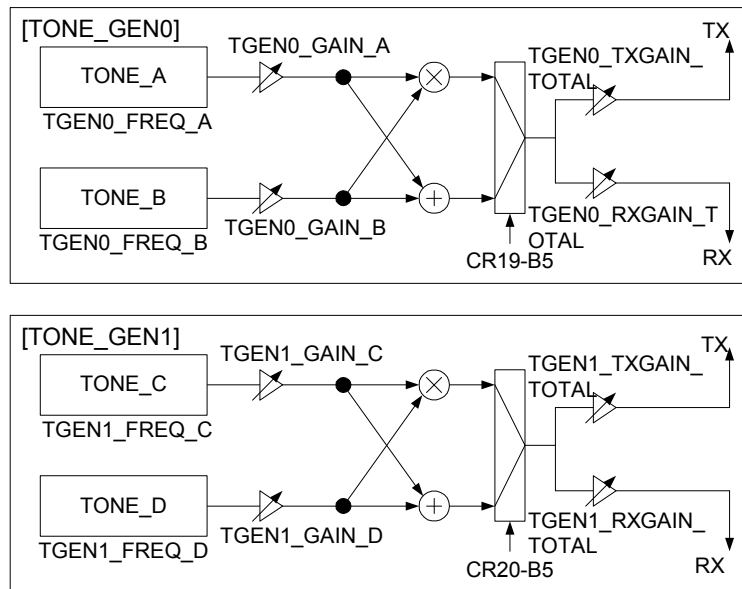 [TONE_GEN0]
TONE_A
TGEN0_FREQ_A
TGEN0_GAIN_A
TONE_B
TGEN0_FREQ_B
TGEN0_GAIN_B
×
+
CR19-B5
TGEN0_TXGAIN_
TOTAL
TX
TGEN0_RXGAIN_T
OTAL
RX
[TONE_GEN1]
TONE_C
TGEN1_FREQ_C
TGEN1_GAIN_C
TONE_D
TGEN1_FREQ_D
TGEN1_GAIN_D
×
+
CR20-B5
TGEN1_TXGAIN_
TOTAL
TX
TGEN1_RXGAIN_
TOTAL
RX